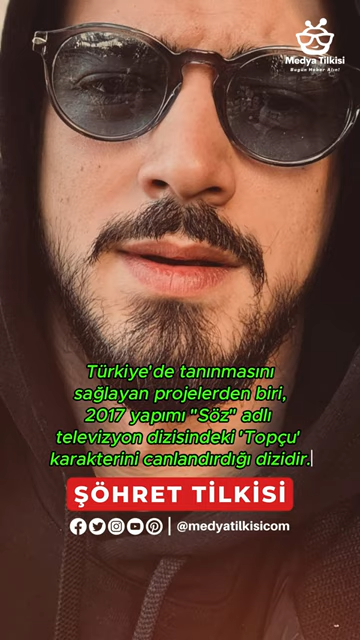 Medya Tilkisi
Bugün Haber Aldın!
Türkiye'de tanınmasını
sağlayan projelerden biri,
2017 yapımı "Söz" adlı
televizyon dizisindeki 'Topçu'
karakterini canlandırdığı dizidir.
ŞÖHRET TİLKİSİ
@medyatilkisicom